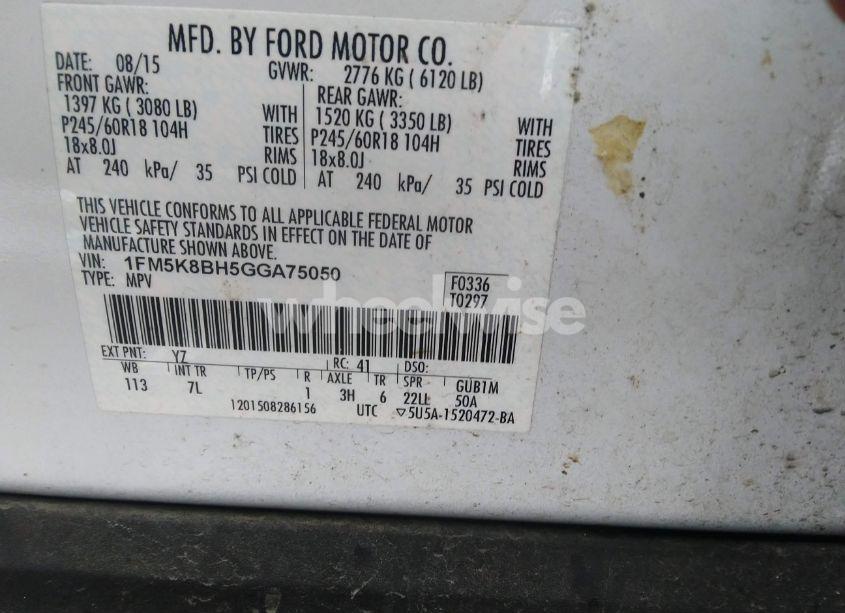 MFD. BY FORD MOTOR CO.
DATE: 08/15 GVWR: 2776 KG ( 6120 LB)
FRONT GAWR: REAR GAWR:
1397 KG ( 3080 LB) WITH 1520 KG ( 3350 LB) WITH
P245/60R18 104H TIRES P245/60R18 104H TIRES
18x8.0J RIMS 18x8.0J RIMS
AT 240 kPa/ 35 PSI COLD AT 240 kPa/ 35 PSI COLD
THIS VEHICLE CONFORMS TO ALL APPLICABLE FEDERAL MOTOR
VEHICLE SAFETY STANDARDS IN EFFECT ON THE DATE OF
MANUFACTURE SHOWN ABOVE.
VIN: 1FM5K8BH5GGA75050 F0336
TYPE: MPV T0297
wheelwise
EXT PNT: YZ RC: 41 DSO:
WB INT TR TP/PS R AXLE TR SPR GUB1M
113 7L 1 3H 6 22LL 50A
1201508286156 UTC ▽5U5A-1520472-BA